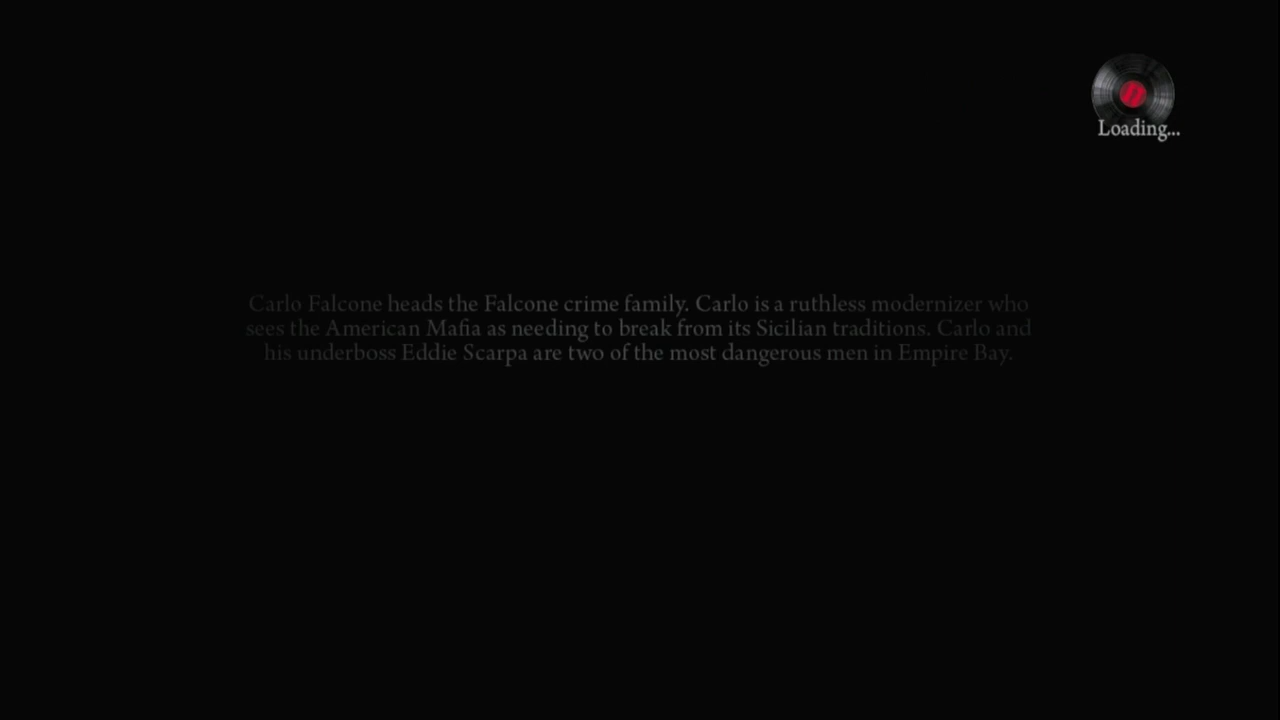 Loading...
Carlo Falcone heads the Falcone crime family. Carlo is a ruthless modernizer who
sees the American Mafia as needing to break from its Sicilian traditions. Carlo and
his underboss Eddie Scarpa are two of the most dangerous men in Empire Bay.